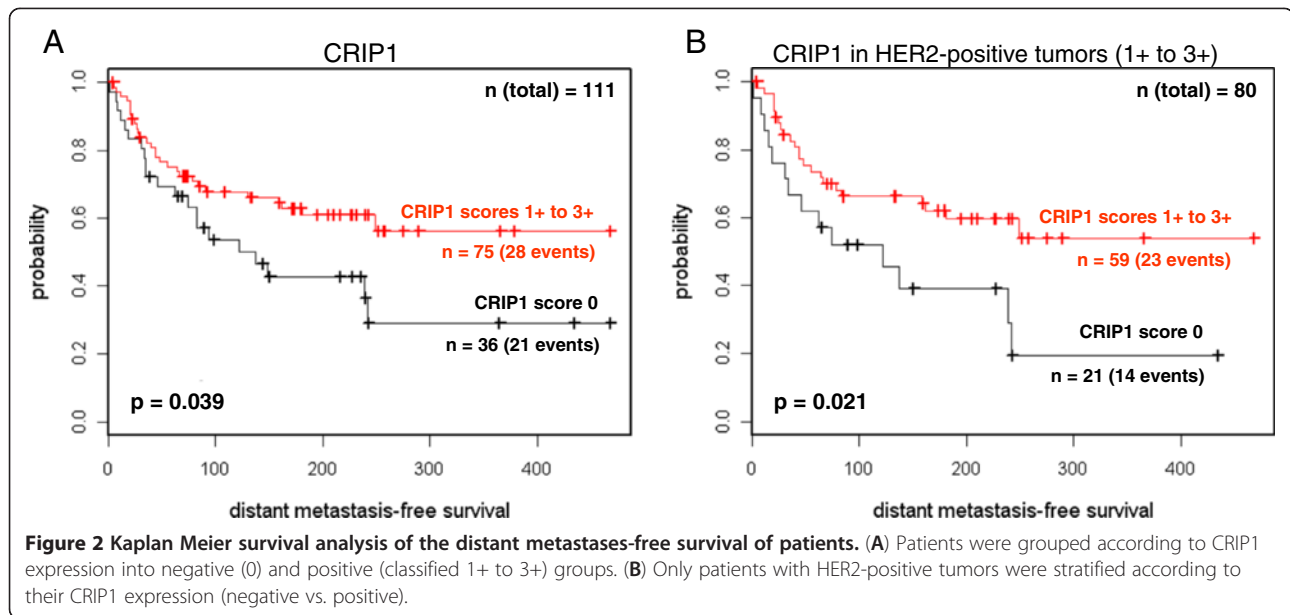 A
CRIP1
n (total) = 111
1.0
0.8
0.6
0.4
0.2
0.0
probability
CRIP1 scores 1+ to 3+
n = 75 (28 events)
CRIP1 score 0
n = 36 (21 events)
p = 0.039
0 100 200 300 400
distant metastasis-free survival
B
CRIP1 in HER2-positive tumors (1+ to 3+)
n (total) = 80
1.0
0.8
0.6
0.4
0.2
0.0
probability
CRIP1 scores 1+ to 3+
n = 59 (23 events)
CRIP1 score 0
n = 21 (14 events)
p = 0.021
0 100 200 300 400
distant metastasis-free survival
Figure 2 Kaplan Meier survival analysis of the distant metastases-free survival of patients. (A) Patients were grouped according to CRIP1
expression into negative (0) and positive (classified 1+ to 3+) groups. (B) Only patients with HER2-positive tumors were stratified according to
their CRIP1 expression (negative vs. positive).